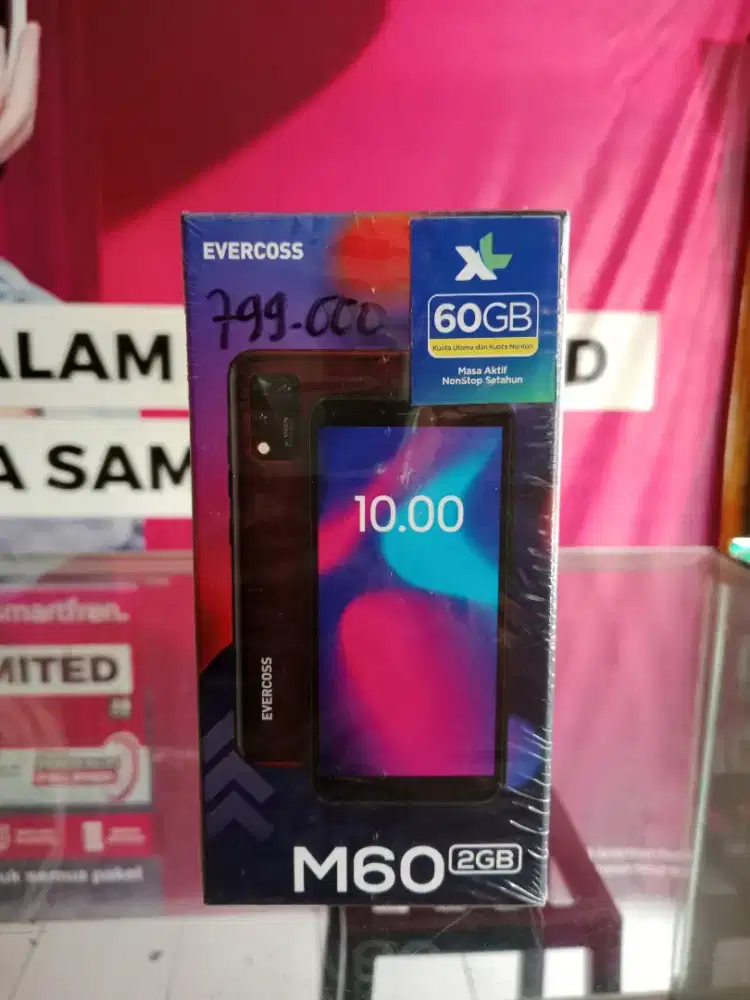 EVERCOSS
799-000
XL
60GB
Kuota Utama dan Kuota Nonton
Masa Aktif
NonStop Setahun
ALAM
D
A SAM
10.00
smartfren.
MITED
EVERCOSS
uk semua paket
M60 2GB